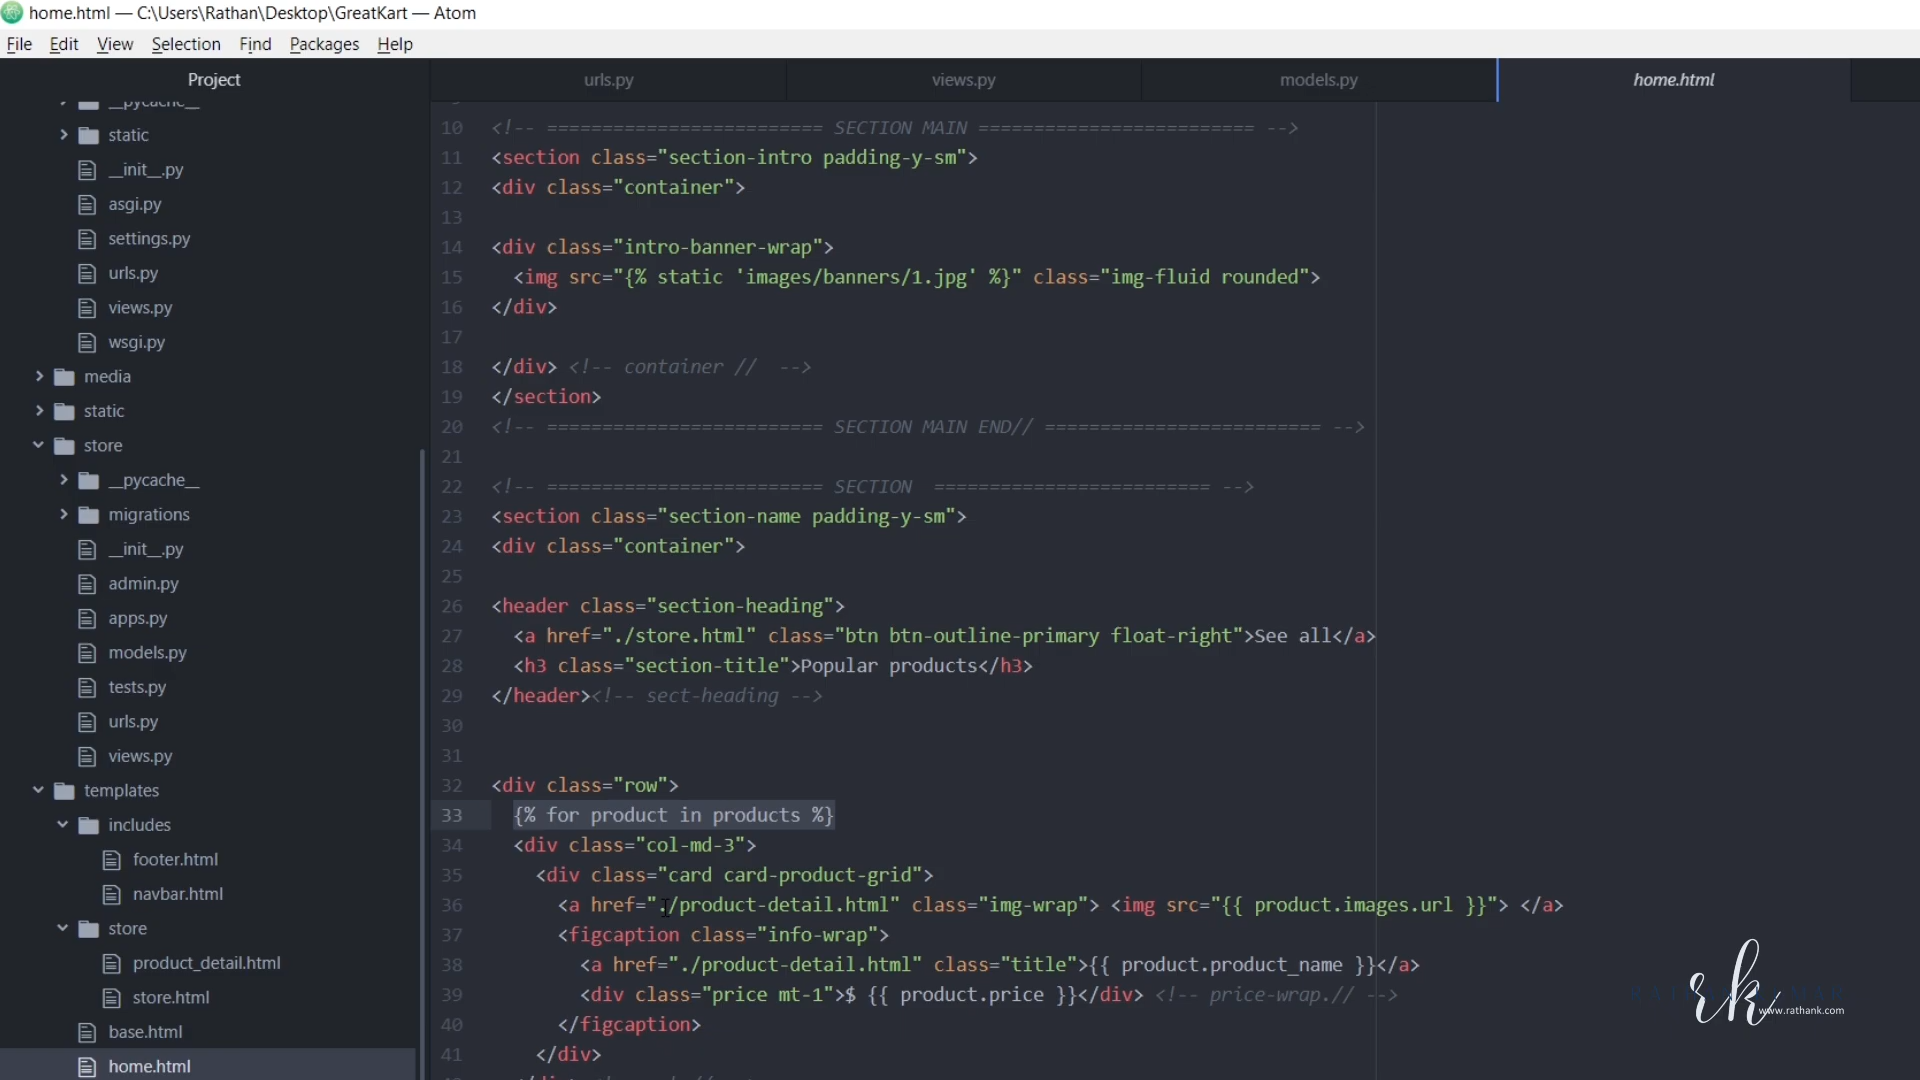 home.html — C:\Users\Rathan\Desktop\GreatKart — Atom
File Edit View Selection Find Packages Help
Project
urls.py views.py models.py home.html
__pycache__
static
__init__.py
asgi.py
settings.py
urls.py
views.py
wsgi.py
media
static
store
__pycache__
migrations
__init__.py
admin.py
apps.py
models.py
tests.py
urls.py
views.py
templates
includes
footer.html
navbar.html
store
product_detail.html
store.html
base.html
home.html
10 <!-- ========================= SECTION MAIN ========================= -->
11 <section class="section-intro padding-y-sm">
12 <div class="container">
13
14 <div class="intro-banner-wrap">
15 <img src="{% static 'images/banners/1.jpg' %}" class="img-fluid rounded">
16 </div>
17
18 </div> <!-- container //  -->
19 </section>
20 <!-- ========================= SECTION MAIN END// ========================= -->
21
22 <!-- ========================= SECTION  ========================= -->
23 <section class="section-name padding-y-sm">
24 <div class="container">
25
26 <header class="section-heading">
27 <a href="./store.html" class="btn btn-outline-primary float-right">See all</a>
28 <h3 class="section-title">Popular products</h3>
29 </header><!-- sect-heading -->
30
31
32 <div class="row">
33 {% for product in products %}
34 <div class="col-md-3">
35 <div class="card card-product-grid">
36 <a href="./product-detail.html" class="img-wrap"> <img src="{{ product.images.url }}"> </a>
37 <figcaption class="info-wrap">
38 <a href="./product-detail.html" class="title">{{ product.product_name }}</a>
39 <div class="price mt-1">$ {{ product.price }}</div> <!-- price-wrap.// -->
40 </figcaption>
41 </div>
rk
www.rathank.com